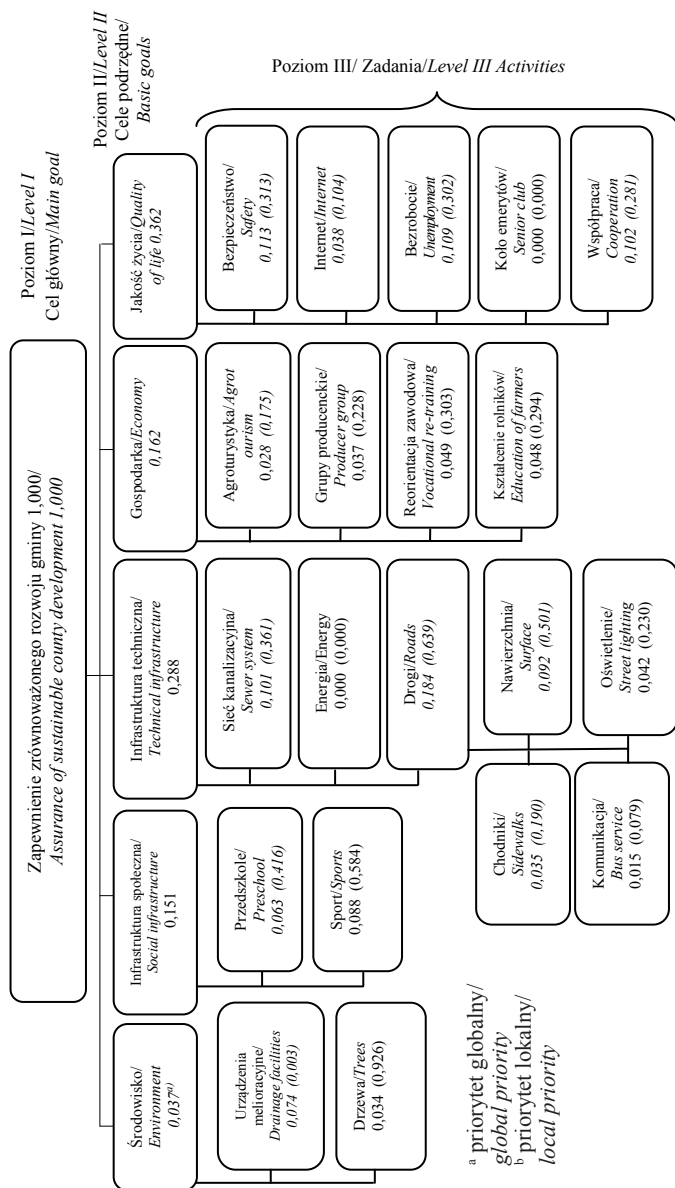 Zapewnienie zrównoważonego rozwoju gminy 1,000/
Assurance of sustainable county development 1,000
Poziom I/Level I
Cel główny/Main goal
Poziom II/Level II
Cele podrzędne/
Basic goals
Środowisko/
Environment
0,037ᵃ⁾
Infrastruktura społeczna/
Social infrastructure
0,151
Infrastruktura techniczna/
Technical infrastructure
0,288
Gospodarka/Economy
0,162
Jakość życia/Quality
of life 0,362
Poziom III/ Zadania/Level III Activities
Urządzenia
melioracyjne/
Drainage facilities
0,074 (0,003)
Drzewa/Trees
0,034 (0,926)
Przedszkole/
Preschool
0,063 (0,416)
Sport/Sports
0,088 (0,584)
Sieć kanalizacyjna/
Sewer system
0,101 (0,361)
Energia/Energy
0,000 (0,000)
Drogi/Roads
0,184 (0,639)
Chodniki/
Sidewalks
0,035 (0,190)
Nawierzchnia/
Surface
0,092 (0,501)
Komunikacja/
Bus service
0,015 (0,079)
Oświetlenie/
Street lighting
0,042 (0,230)
Agroturystyka/Agrot
ourism
0,028 (0,175)
Grupy producenckie/
Producer group
0,037 (0,228)
Reorientacja zawodowa/
Vocational re-training
0,049 (0,303)
Kształcenie rolników/
Education of farmers
0,048 (0,294)
Bezpieczeństwo/
Safety
0,113 (0,313)
Internet/Internet
0,038 (0,104)
Bezrobocie/
Unemployment
0,109 (0,302)
Koło emerytów/
Senior club
0,000 (0,000)
Współpraca/
Cooperation
0,102 (0,281)
ᵃ priorytet globalny/
global priority
ᵇ priorytet lokalny/
local priority